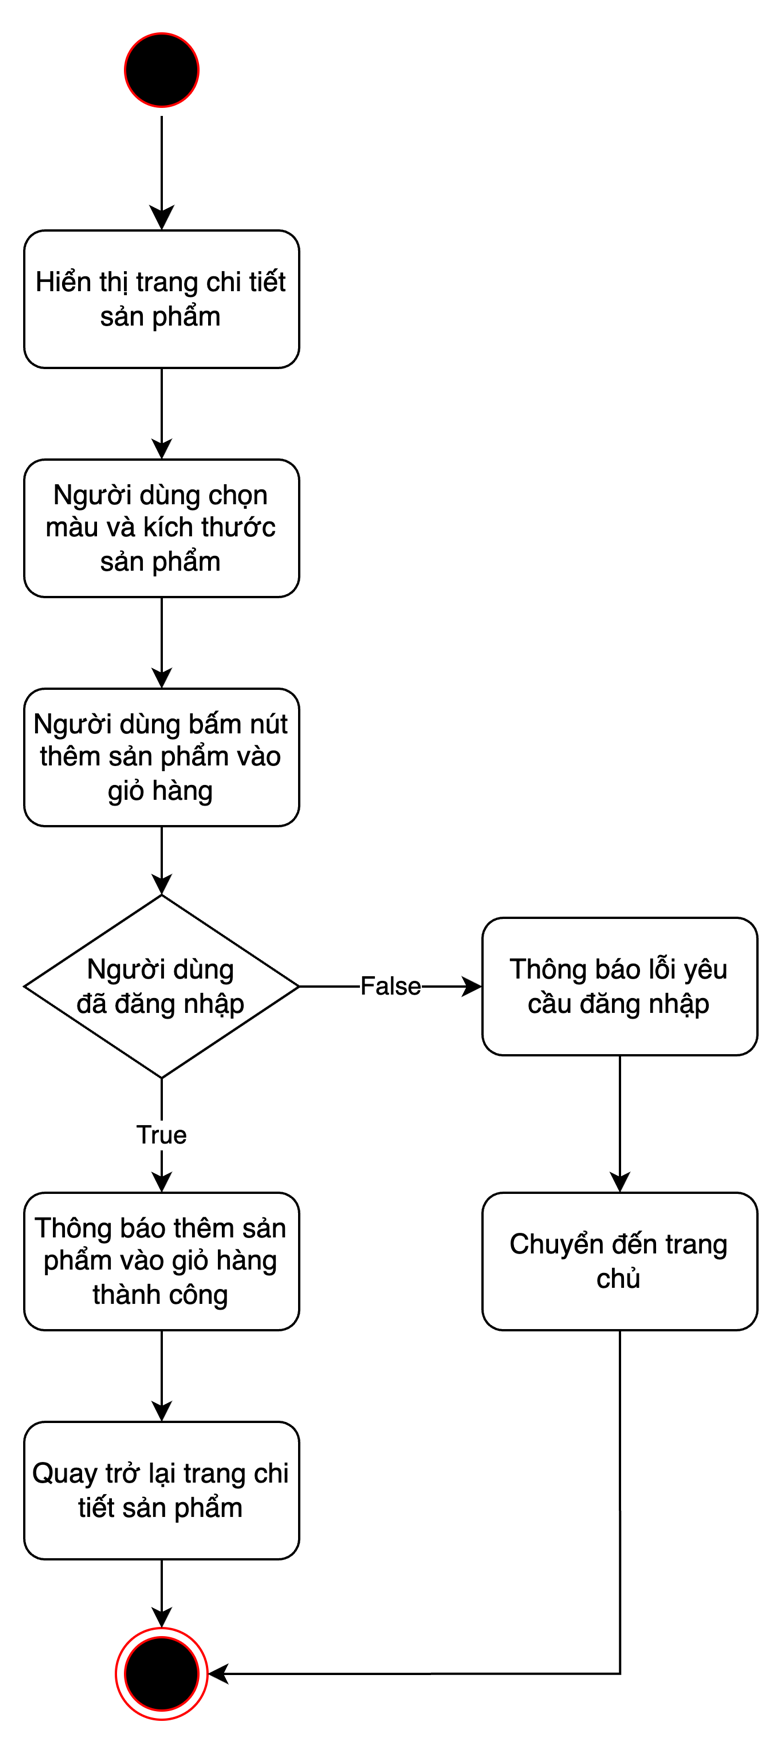 Hiển thị trang chi tiết
sản phẩm
Người dùng chọn
màu và kích thước
sản phẩm
Người dùng bấm nút
thêm sản phẩm vào
giỏ hàng
Người dùng
đã đăng nhập
False
Thông báo lỗi yêu
cầu đăng nhập
True
Thông báo thêm sản
phẩm vào giỏ hàng
thành công
Chuyển đến trang
chủ
Quay trở lại trang chi
tiết sản phẩm